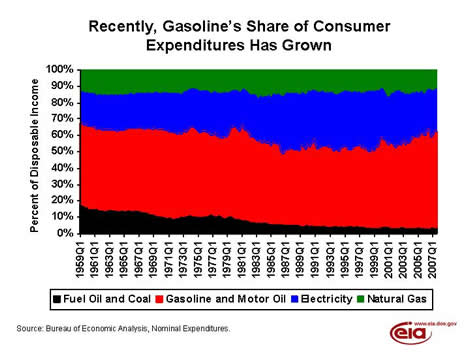 Recently, Gasoline's Share of Consumer
Expenditures Has Grown
Percent of Disposable Income
100%
90%
80%
70%
60%
50%
40%
30%
20%
10%
0%
1959Q1
1961Q1
1963Q1
1965Q1
1967Q1
1969Q1
1971Q1
1973Q1
1975Q1
1977Q1
1979Q1
1981Q1
1983Q1
1985Q1
1987Q1
1989Q1
1991Q1
1993Q1
1995Q1
1997Q1
1999Q1
2001Q1
2003Q1
2005Q1
2007Q1
Fuel Oil and Coal Gasoline and Motor Oil Electricity Natural Gas
Source: Bureau of Economic Analysis, Nominal Expenditures.
www.eia.doe.gov
eia